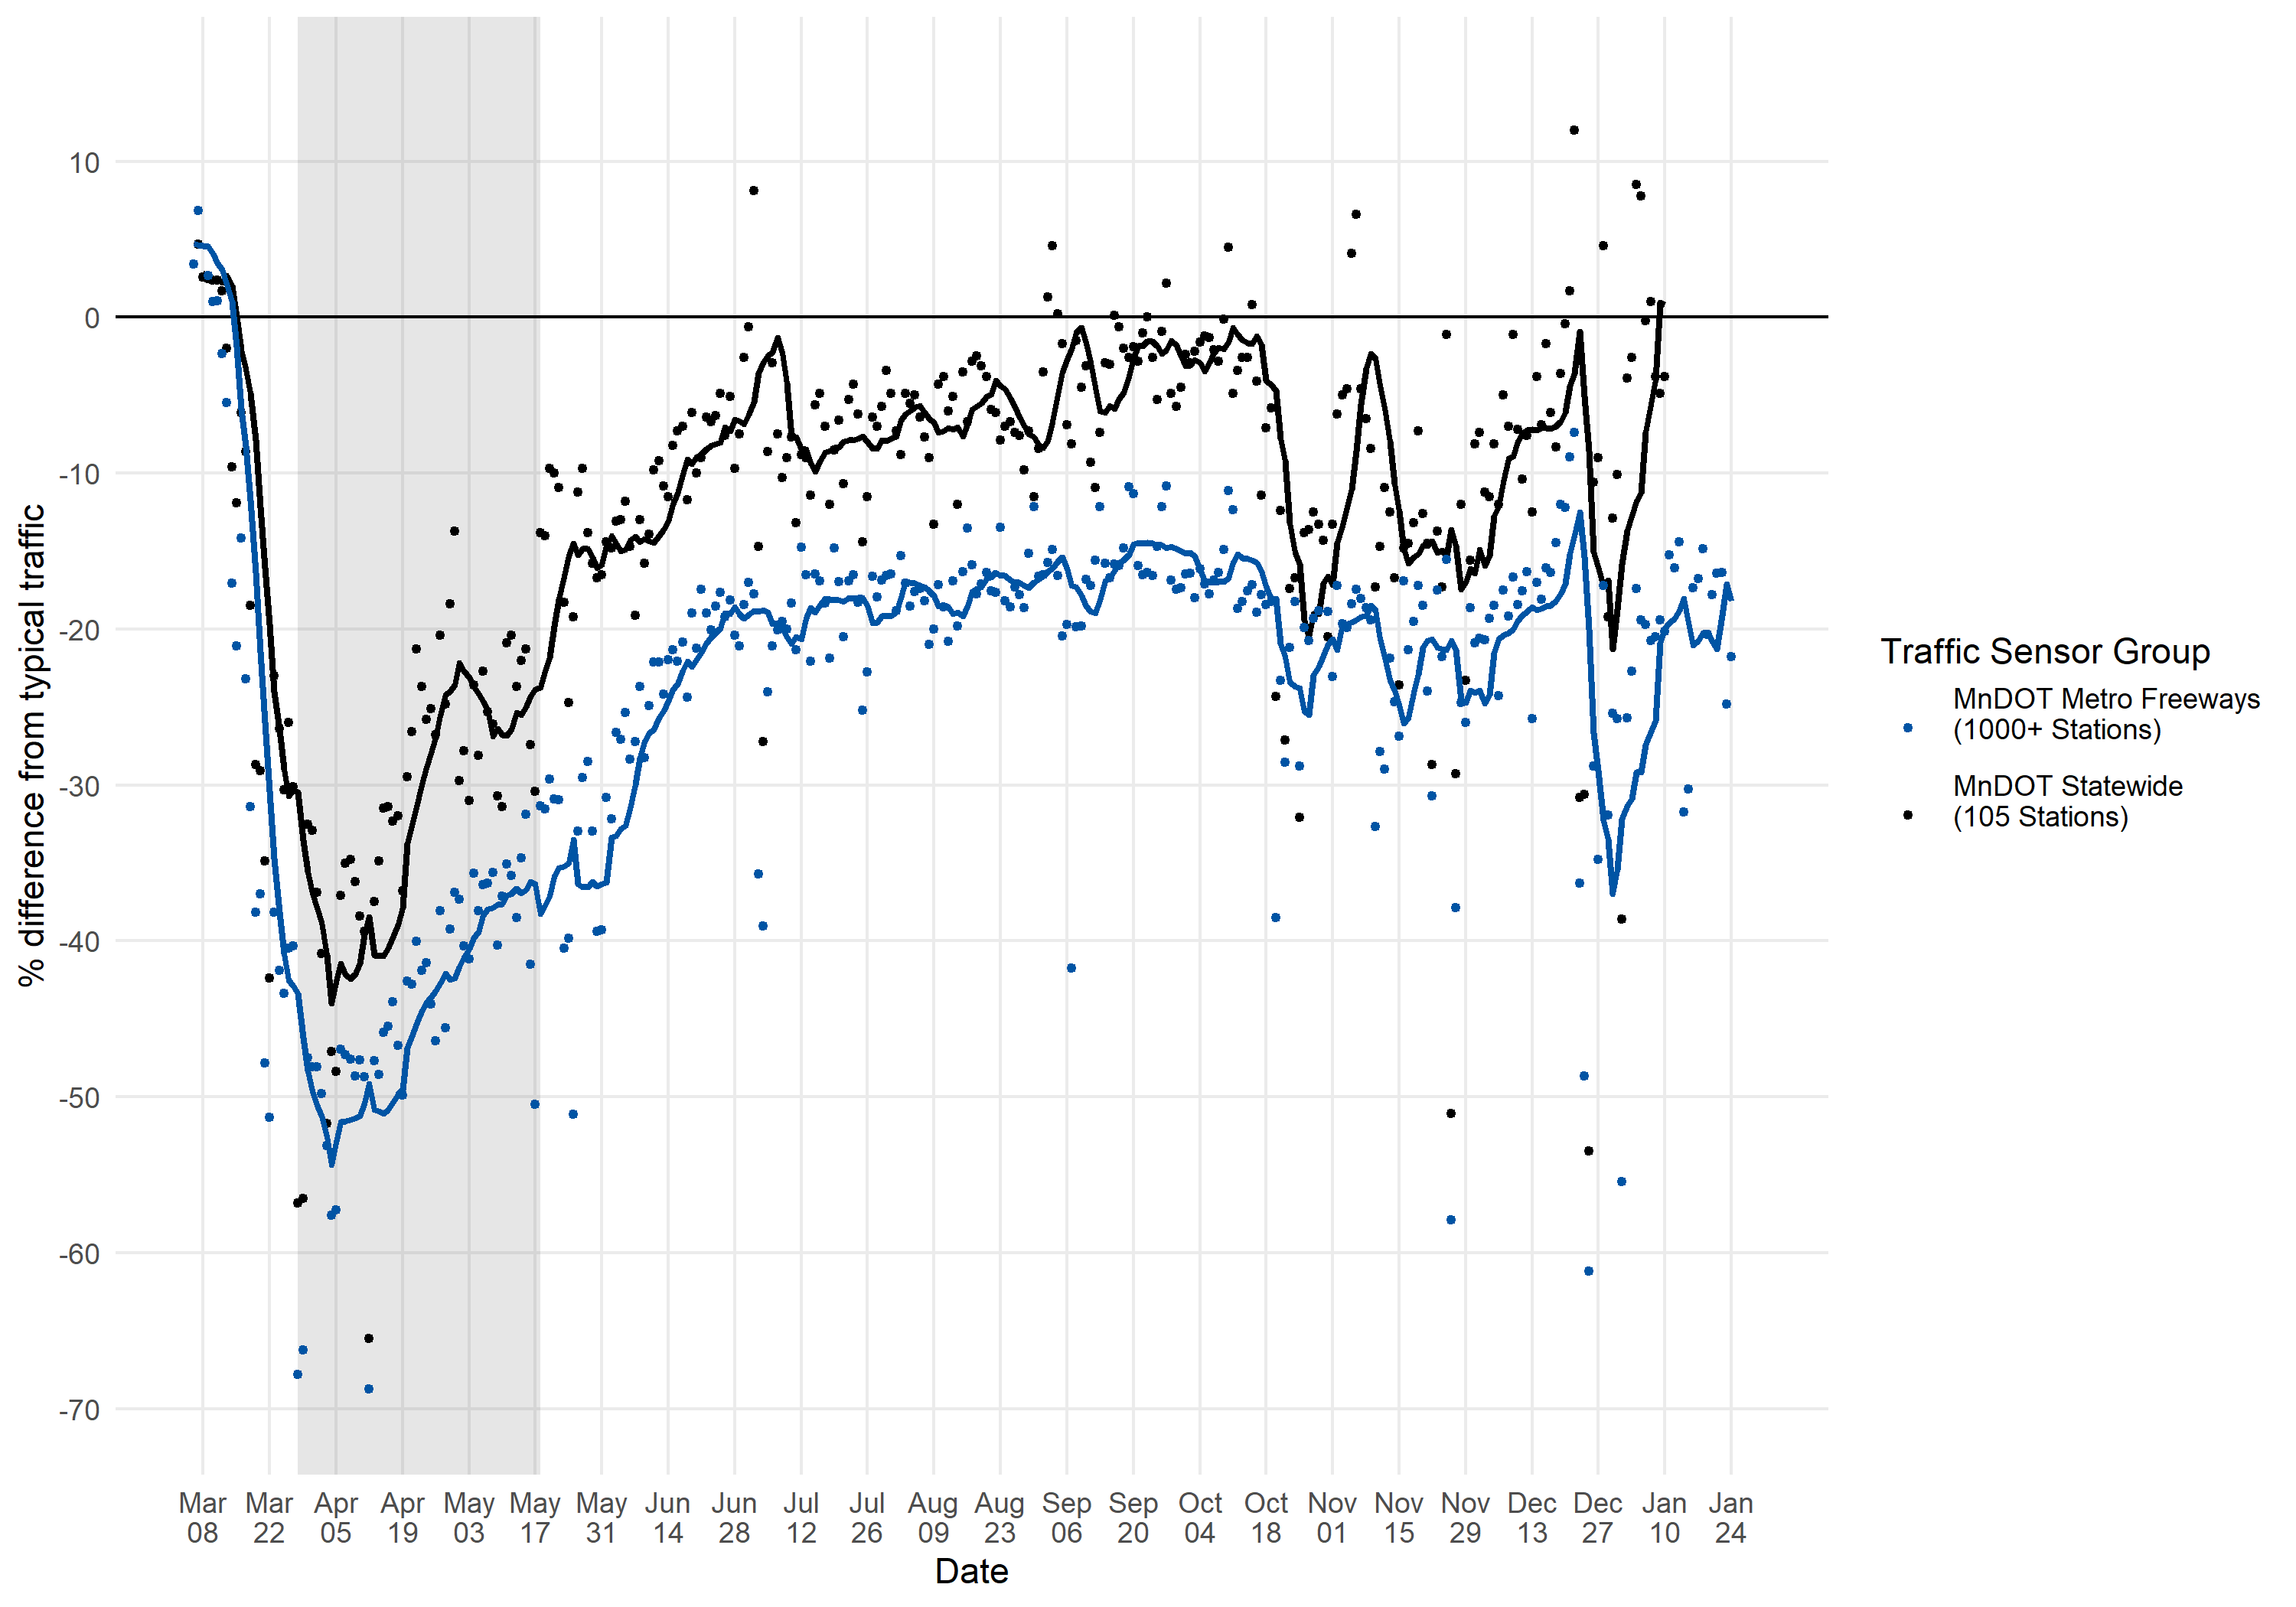 % difference from typical traffic
10
0
-10
-20
-30
-40
-50
-60
-70
Mar Mar Apr Apr May May May Jun Jun Jul Jul Aug Aug Sep Sep Oct Oct Nov Nov Nov Dec Dec Jan Jan
08 22 05 19 03 17 31 14 28 12 26 09 23 06 20 04 18 01 15 29 13 27 10 24
Date
Traffic Sensor Group
MnDOT Metro Freeways
(1000+ Stations)
MnDOT Statewide
(105 Stations)